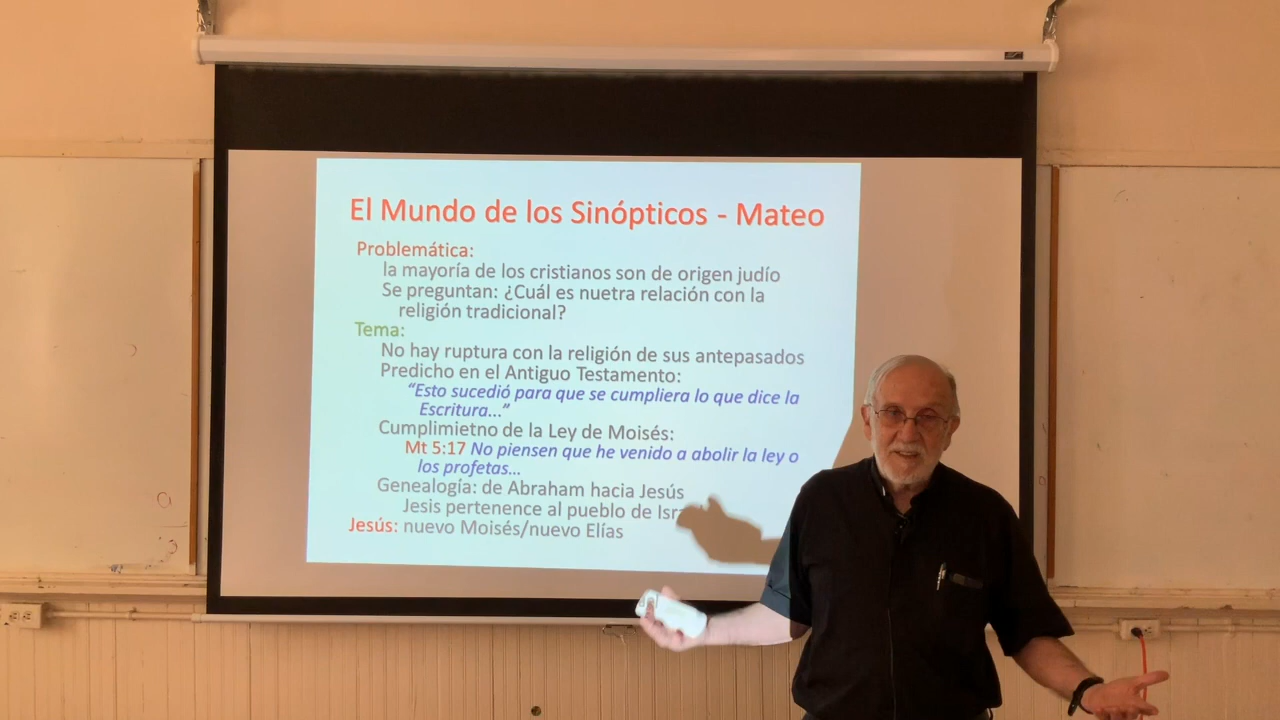 El Mundo de los Sinópticos - Mateo
Problemática:
la mayoría de los cristianos son de origen judío
Se preguntan: ¿Cuál es nuetra relación con la
religión tradicional?
Tema:
No hay ruptura con la religión de sus antepasados
Predicho en el Antiguo Testamento:
“Esto sucedió para que se cumpliera lo que dice la
Escritura...”
Cumplimietno de la Ley de Moisés:
Mt 5:17 No piensen que he venido a abolir la ley o
los profetas...
Genealogía: de Abraham hacia Jesús
Jesis pertenence al pueblo de
Jesús: nuevo Moisés/nuevo Elías